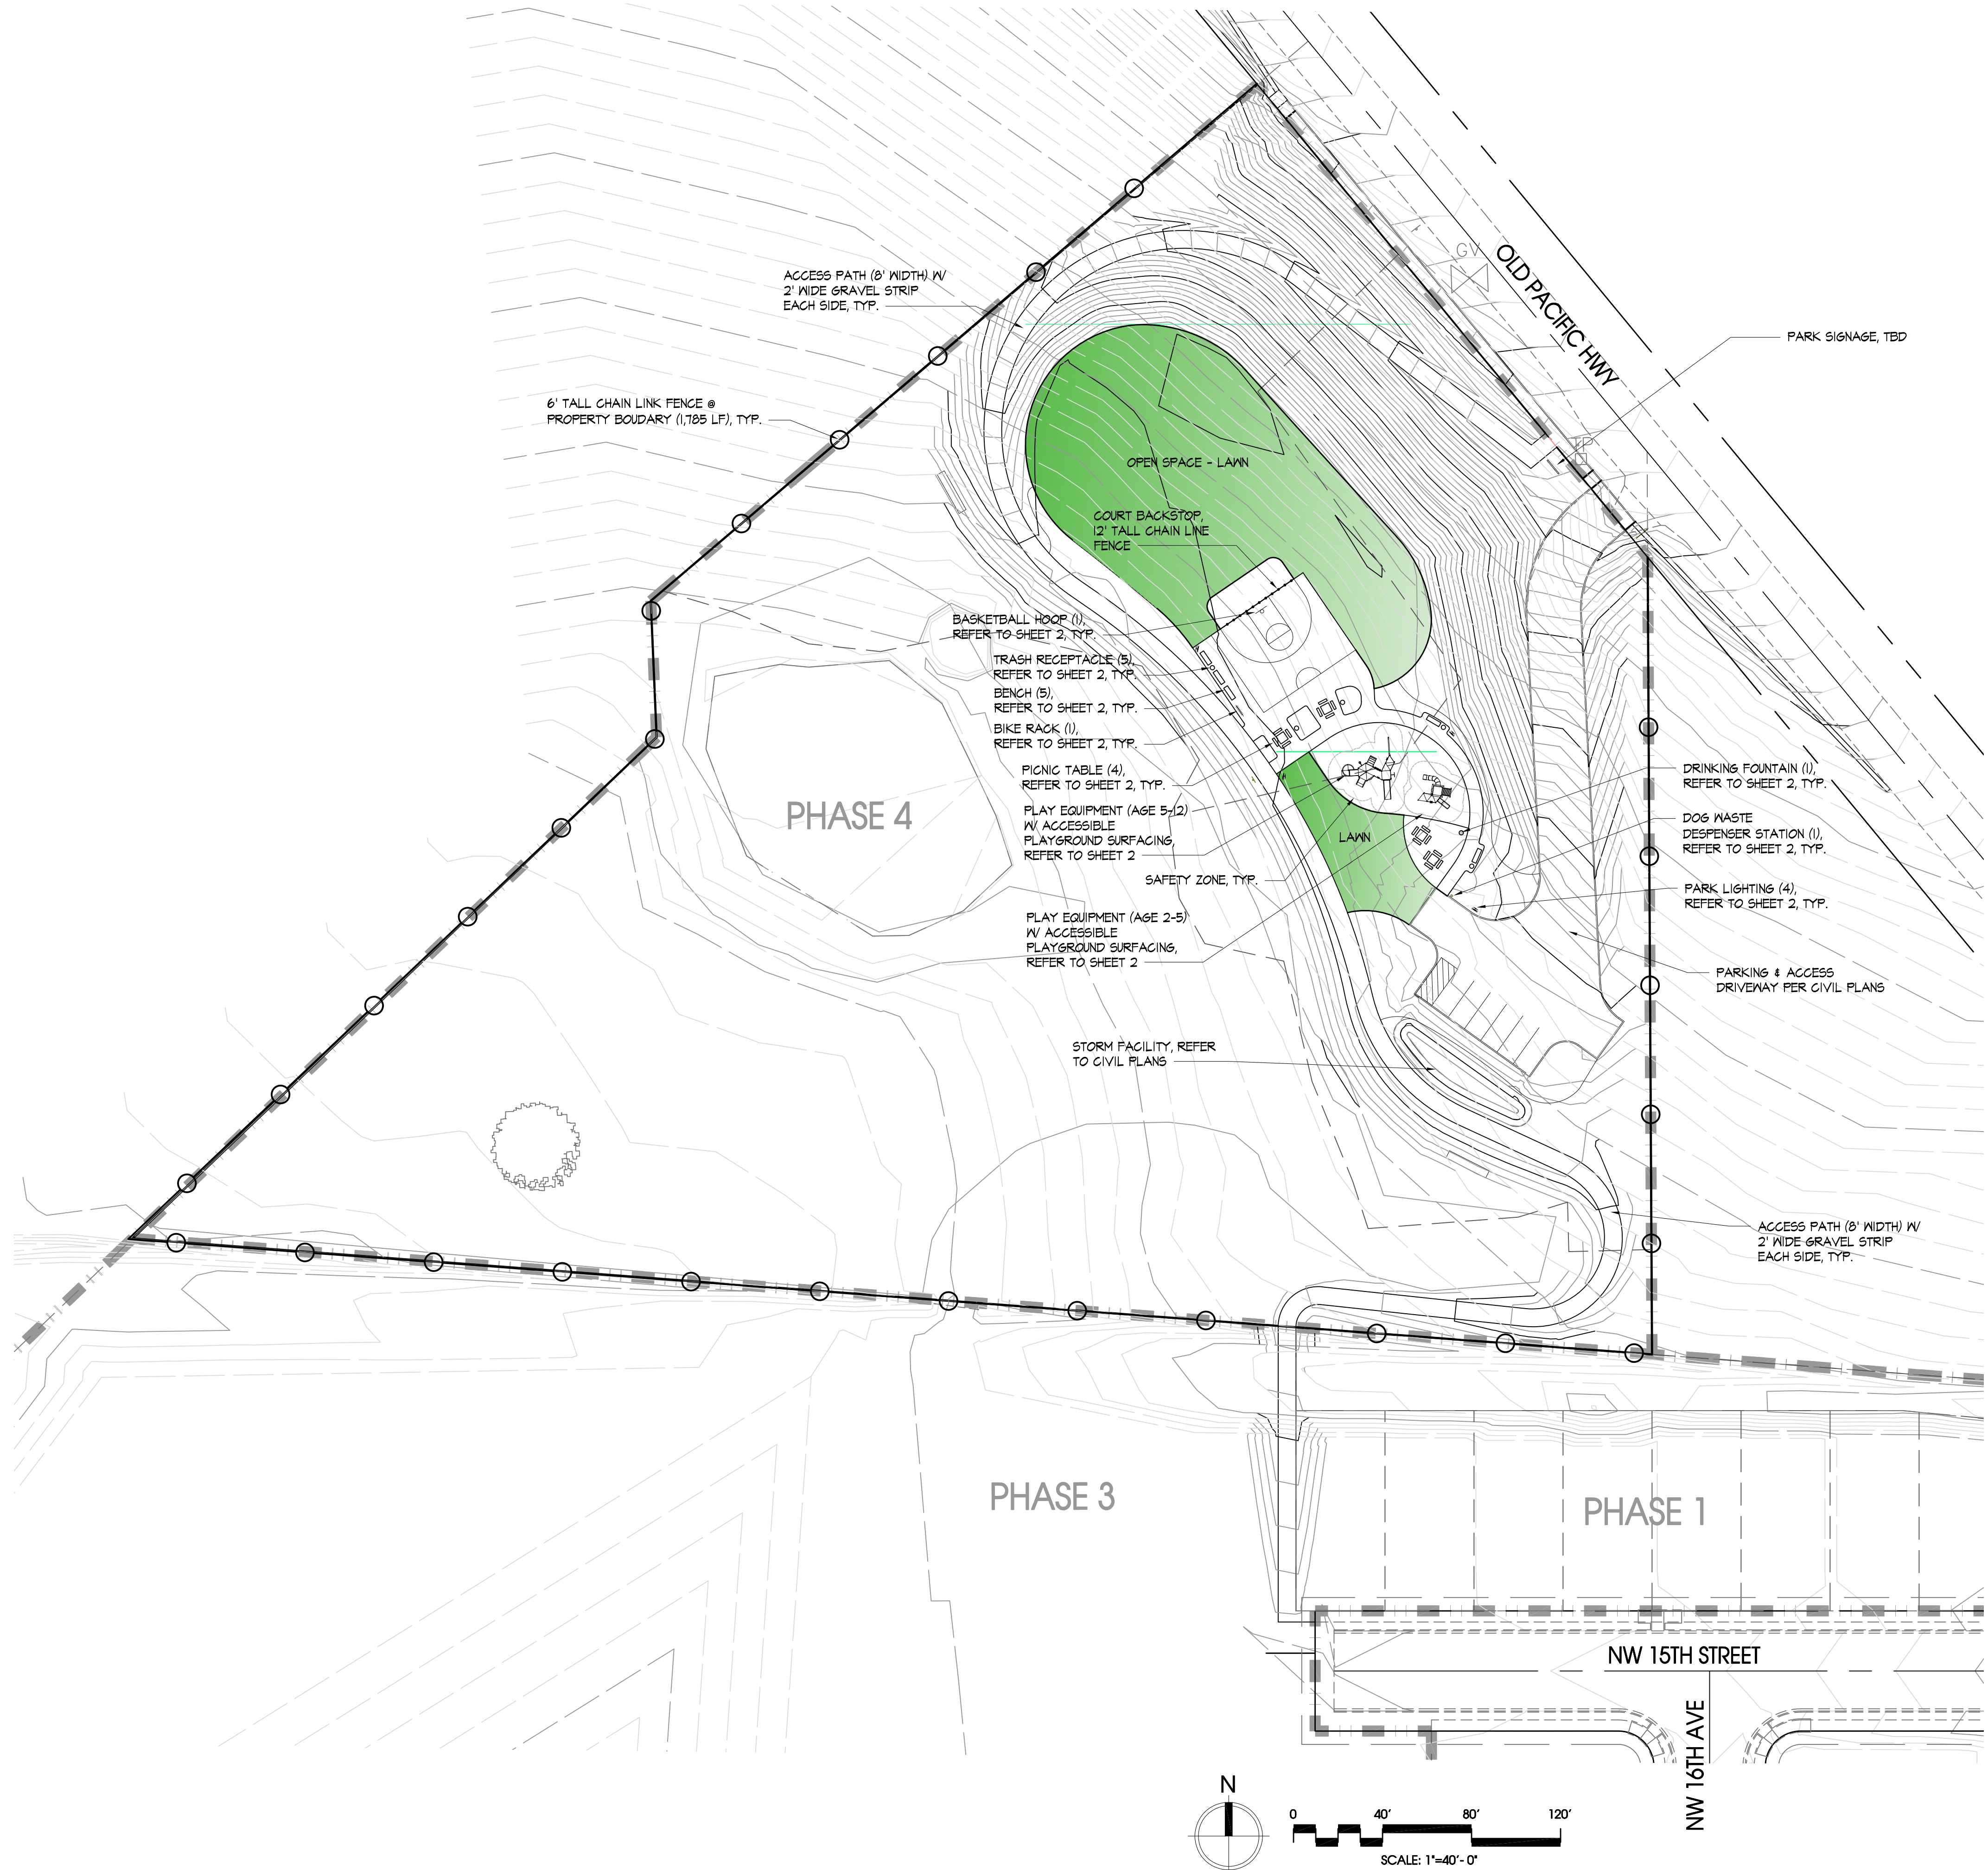 GV
OLD PACIFIC HWY
ACCESS PATH (8' WIDTH) W/
2' WIDE GRAVEL STRIP
EACH SIDE, TYP.
PARK SIGNAGE, TBD
6' TALL CHAIN LINK FENCE @
PROPERTY BOUDARY (1,785 LF), TYP.
TP
OPEN SPACE - LAWN
COURT BACKSTOP,
12' TALL CHAIN LINE
FENCE
BASKETBALL HOOP (1),
REFER TO SHEET 2, TYP.
TRASH RECEPTACLE (5),
REFER TO SHEET 2, TYP.
BENCH (5),
REFER TO SHEET 2, TYP.
BIKE RACK (1),
REFER TO SHEET 2, TYP.
PICNIC TABLE (4),
REFER TO SHEET 2, TYP.
PLAY EQUIPMENT (AGE 5-12)
W/ ACCESSIBLE
PLAYGROUND SURFACING,
REFER TO SHEET 2
SAFETY ZONE, TYP.
PLAY EQUIPMENT (AGE 2-5)
W/ ACCESSIBLE
PLAYGROUND SURFACING,
REFER TO SHEET 2
LAWN
DRINKING FOUNTAIN (1),
REFER TO SHEET 2, TYP.
DOG WASTE
DESPENSER STATION (1),
REFER TO SHEET 2, TYP.
PARK LIGHTING (4),
REFER TO SHEET 2, TYP.
PARKING & ACCESS
DRIVEWAY PER CIVIL PLANS
PHASE 4
STORM FACILITY, REFER
TO CIVIL PLANS
ACCESS PATH (8' WIDTH) W/
2' WIDE GRAVEL STRIP
EACH SIDE, TYP.
PHASE 3
PHASE 1
NW 15TH STREET
NW 16TH AVE
N
0 40' 80' 120'
SCALE: 1"=40'-0"